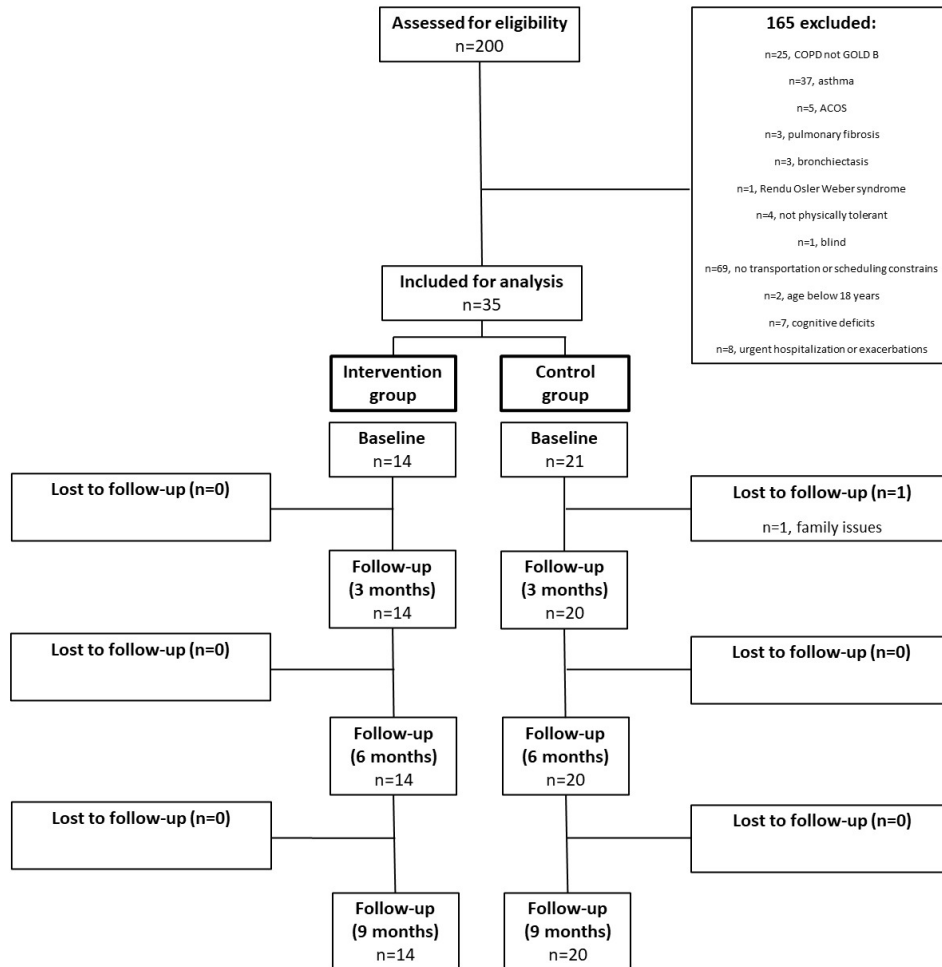 Assessed for eligibility
n=200
165 excluded:
n=25, COPD not GOLD B
n=37, asthma
n=5, ACOS
n=3, pulmonary fibrosis
n=3, bronchiectasis
n=1, Rendu Osler Weber syndrome
n=4, not physically tolerant
n=1, blind
n=69, no transportation or scheduling constrains
n=2, age below 18 years
n=7, cognitive deficits
n=8, urgent hospitalization or exacerbations
Included for analysis
n=35
Intervention
group
Control
group
Baseline
n=14
Baseline
n=21
Lost to follow-up (n=0)
Lost to follow-up (n=1)
n=1, family issues
Follow-up
(3 months)
n=14
Follow-up
(3 months)
n=20
Lost to follow-up (n=0)
Lost to follow-up (n=0)
Follow-up
(6 months)
n=14
Follow-up
(6 months)
n=20
Lost to follow-up (n=0)
Lost to follow-up (n=0)
Follow-up
(9 months)
n=14
Follow-up
(9 months)
n=20